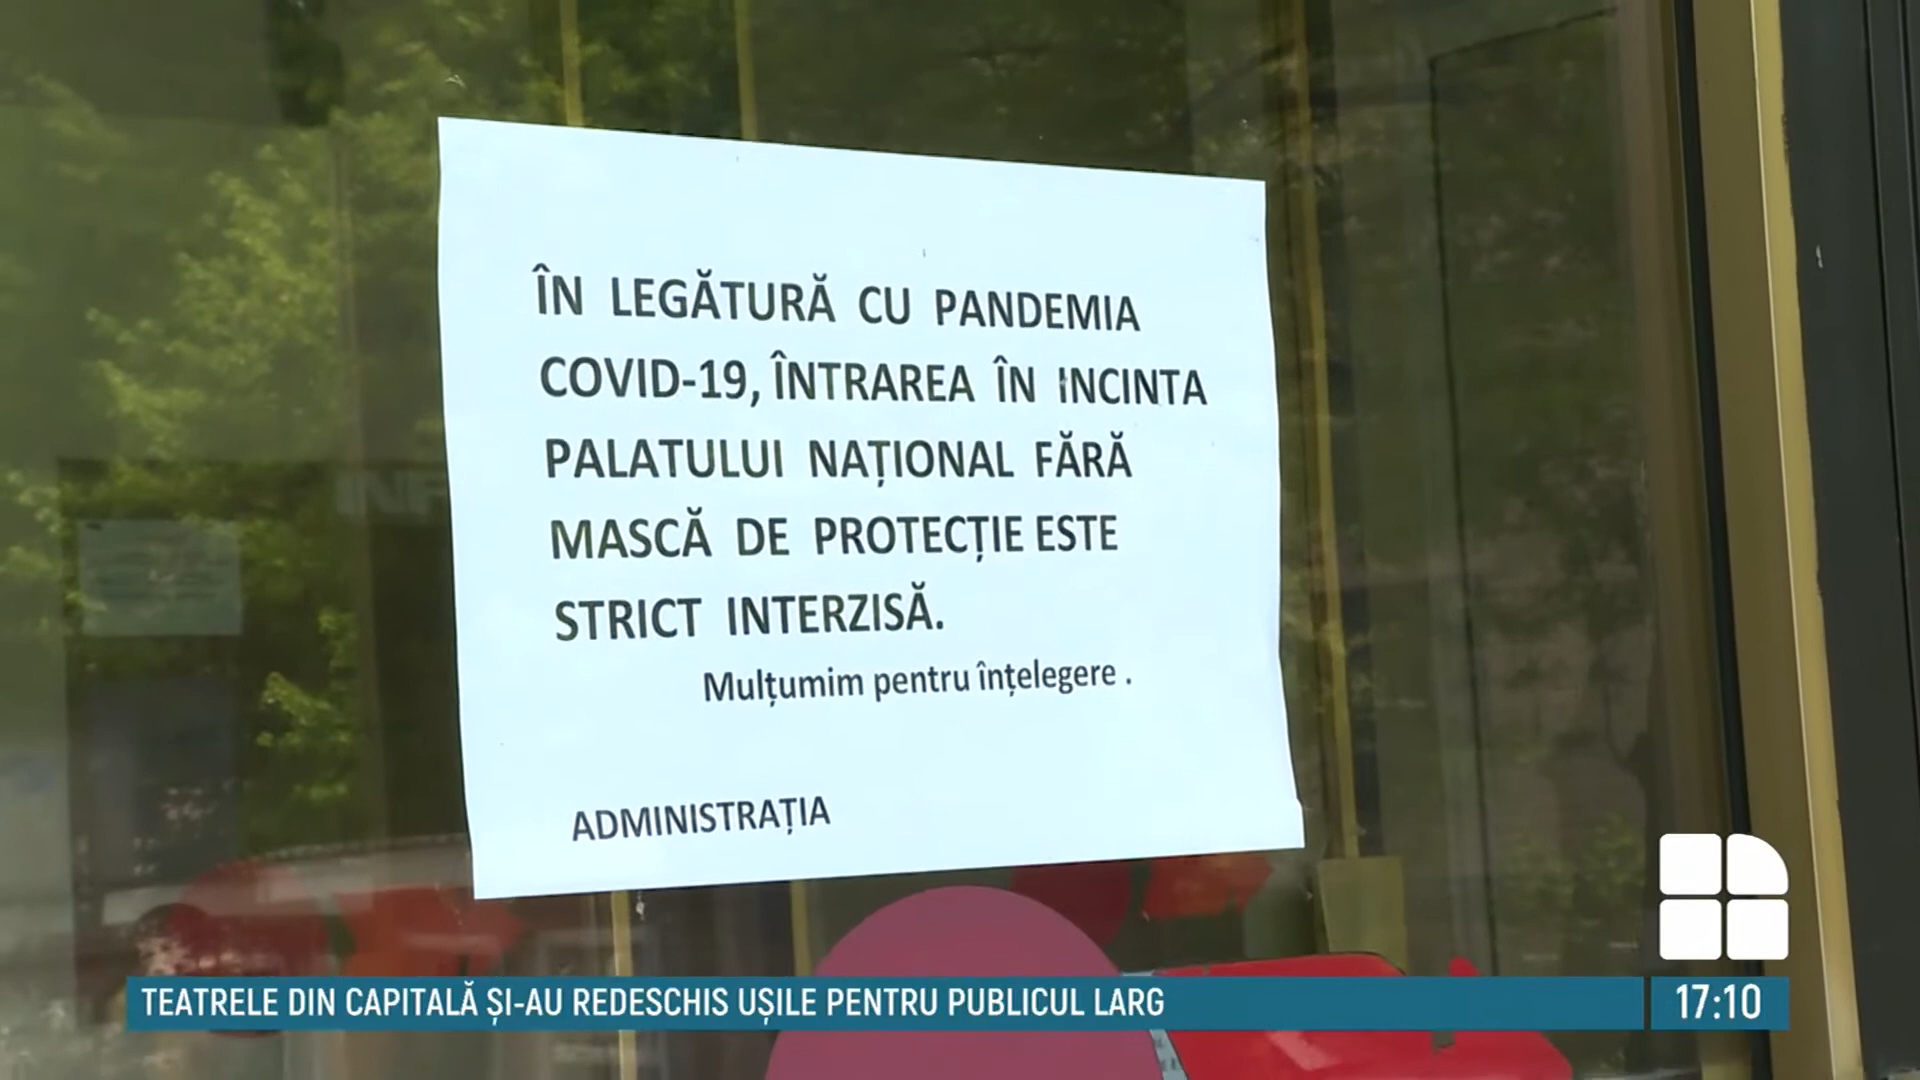 ÎN LEGĂTURĂ CU PANDEMIA
COVID-19, ÎNTRAREA ÎN INCINTA
PALATULUI NAȚIONAL FĂRĂ
MASCĂ DE PROTECȚIE ESTE
STRICT INTERZISĂ.
Mulțumim pentru înțelegere .
ADMINISTRAȚIA
TEATRELE DIN CAPITALĂ ȘI-AU REDESCHIS UȘILE PENTRU PUBLICUL LARG
17:10